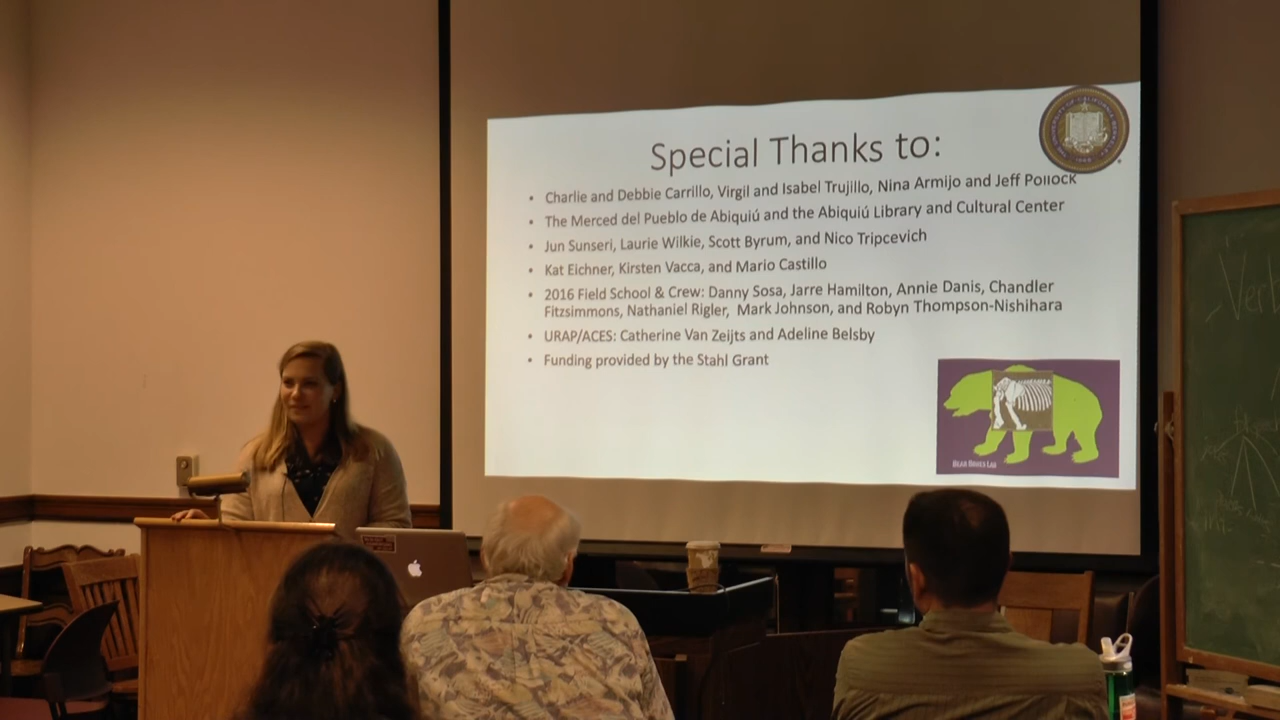 Special Thanks to:
• Charlie and Debbie Carrillo, Virgil and Isabel Trujillo, Nina Armijo and Jeff Pollock
• The Merced del Pueblo de Abiquiú and the Abiquiú Library and Cultural Center
• Jun Sunseri, Laurie Wilkie, Scott Byrum, and Nico Tripcevich
• Kat Eichner, Kirsten Vacca, and Mario Castillo
• 2016 Field School & Crew: Danny Sosa, Jarre Hamilton, Annie Danis, Chandler
Fitzsimmons, Nathaniel Rigler, Mark Johnson, and Robyn Thompson-Nishihara
• URAP/ACES: Catherine Van Zeijts and Adeline Belsby
• Funding provided by the Stahl Grant
Bear Bones Lab